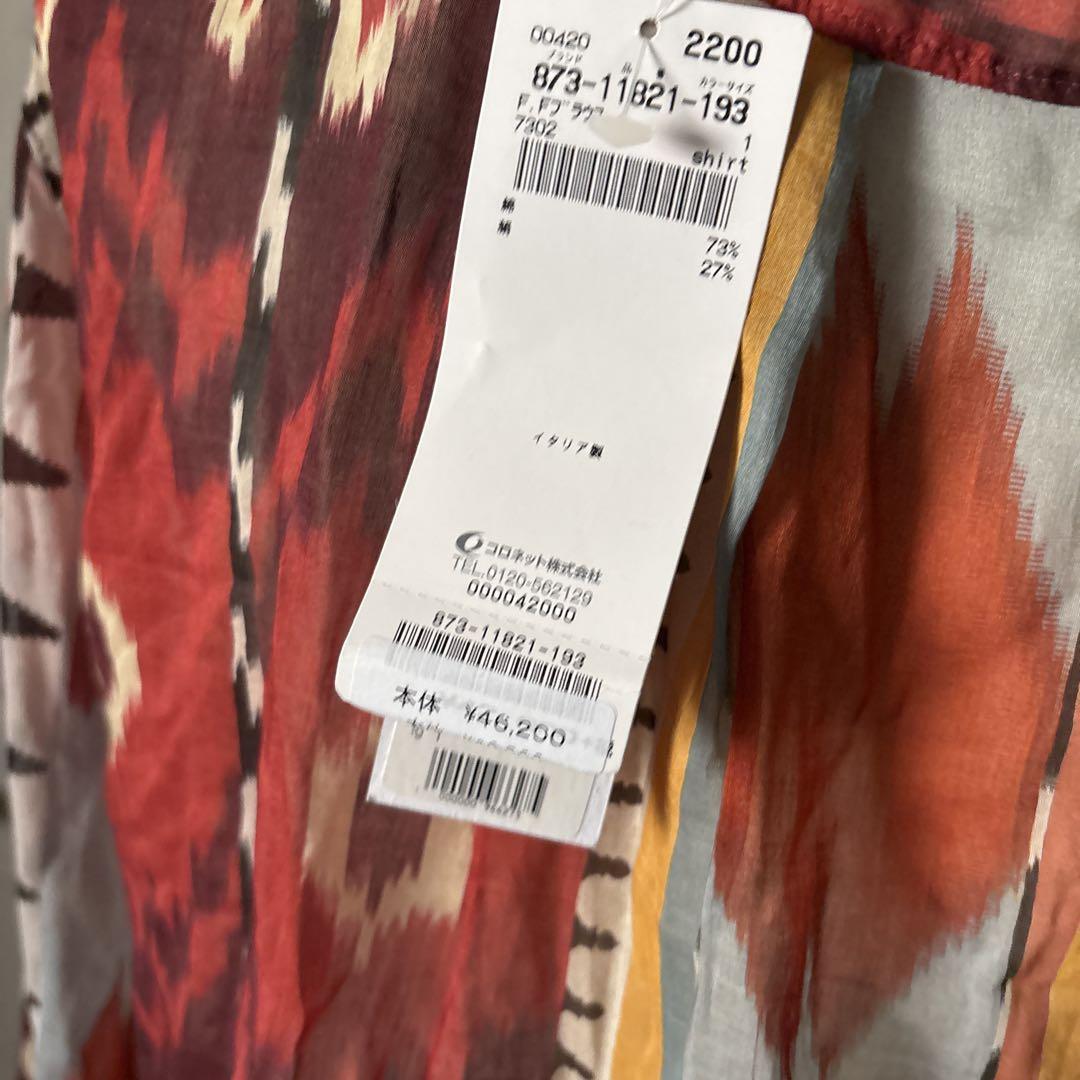 00420
2200
ブランド 品 カラーサイズ
873-11821-193
F.Fブラウス
1
7302
shirt
綿 73%
絹 27%
イタリア製
コロネット株式会社
TEL.0120-562129
000042000
873-11821-193
本体 ¥46,200